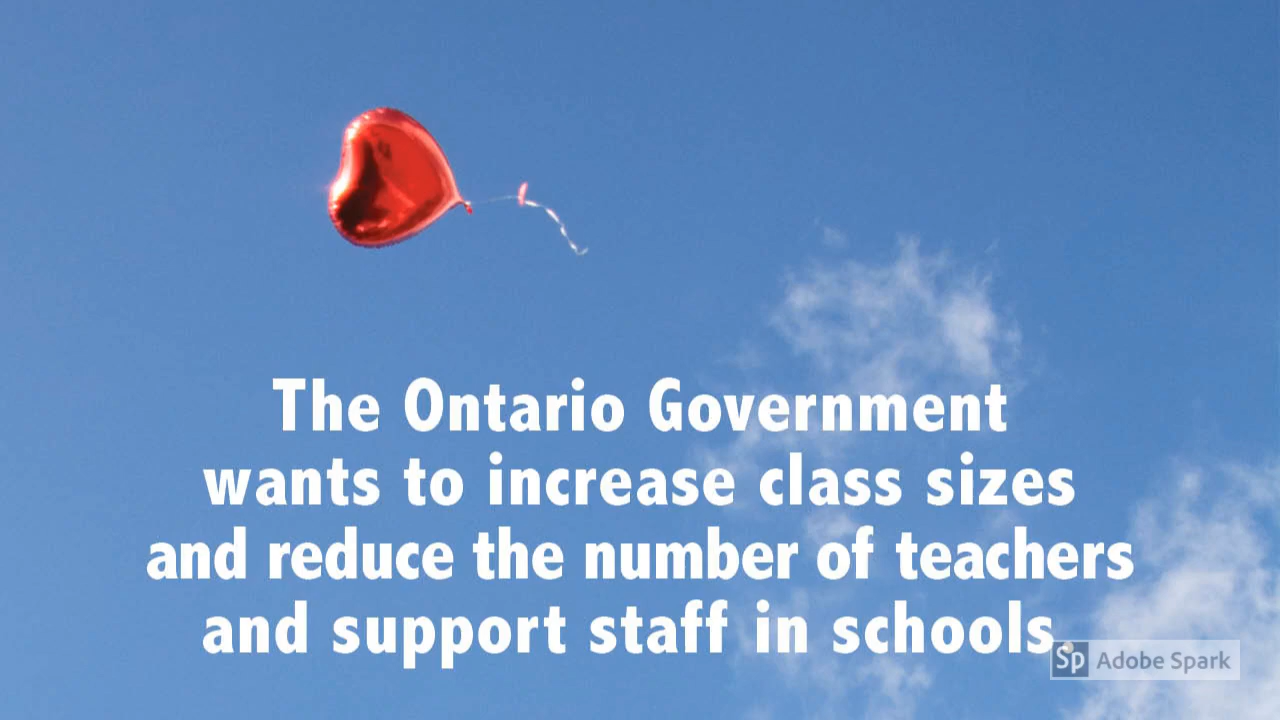 The Ontario Government
wants to increase class sizes
and reduce the number of teachers
and support staff in schools
Sp Adobe Spark